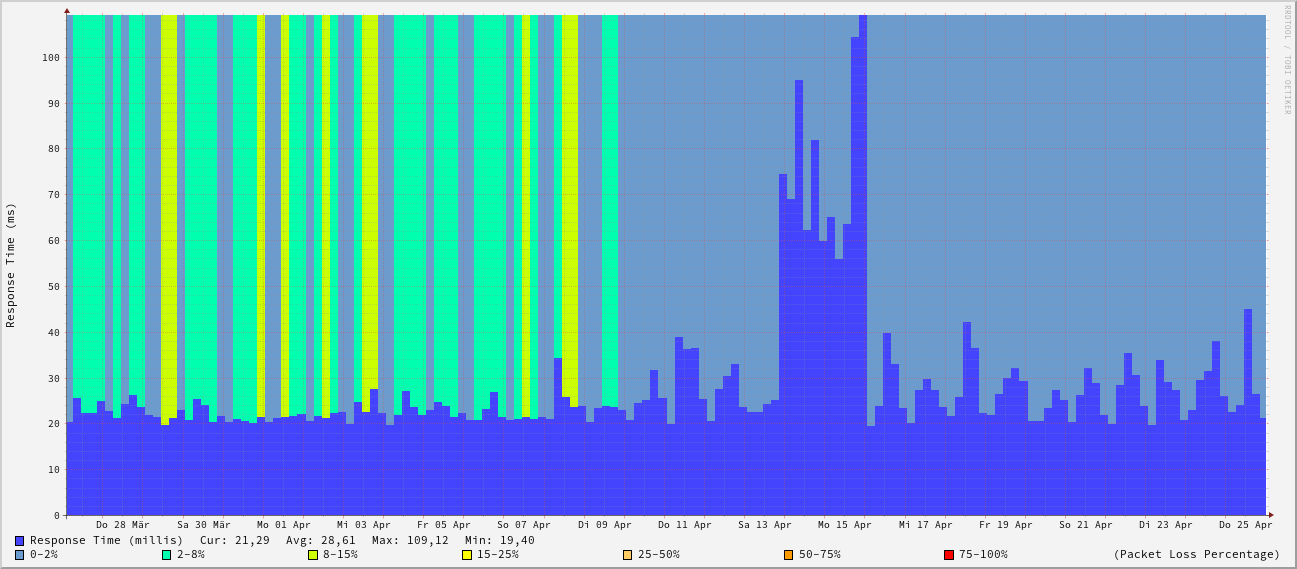 RRDTOOL / TOBI OETIKER
Response Time (ms)
100
90
80
70
60
50
40
30
20
10
0
Do 28 Mär Sa 30 Mär Mo 01 Apr Mi 03 Apr Fr 05 Apr So 07 Apr Di 09 Apr Do 11 Apr Sa 13 Apr Mo 15 Apr Mi 17 Apr Fr 19 Apr So 21 Apr Di 23 Apr Do 25 Apr
Response Time (millis) Cur: 21,29 Avg: 28,61 Max: 109,12 Min: 19,40
0-2% 2-8% 8-15% 15-25% 25-50% 50-75% 75-100% (Packet Loss Percentage)